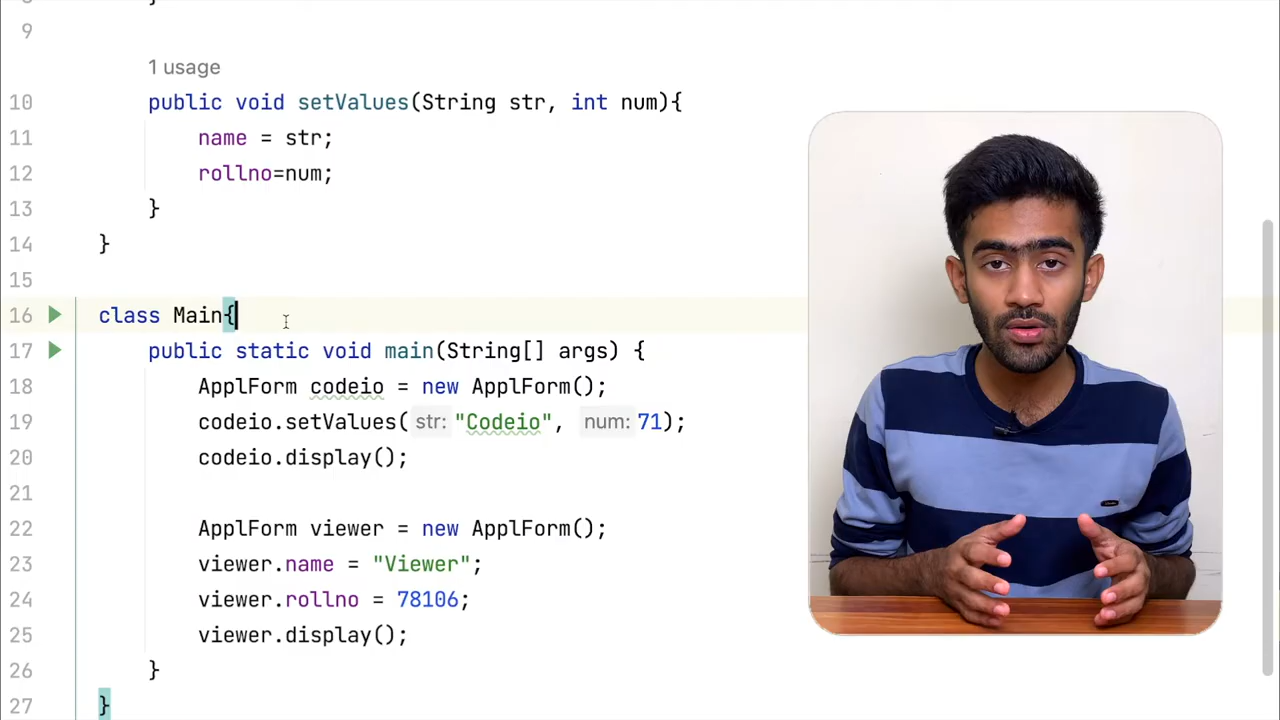 9
1 usage
10 public void setValues(String str, int num){
11 name = str;
12 rollno=num;
13 }
14 }
15
16 class Main{
17 public static void main(String[] args) {
18 ApplForm codeio = new ApplForm();
19 codeio.setValues( str: "Codeio", num: 71);
20 codeio.display();
21
22 ApplForm viewer = new ApplForm();
23 viewer.name = "Viewer";
24 viewer.rollno = 78106;
25 viewer.display();
26 }
27 }